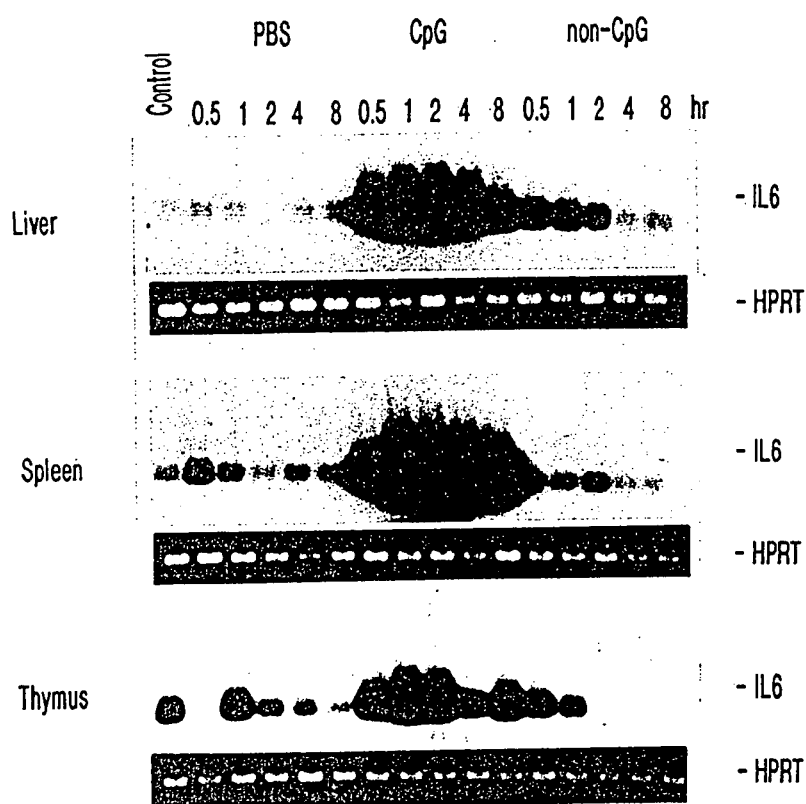 PBS CpG non-CpG
Control 0.5 1 2 4 8 0.5 1 2 4 8 0.5 1 2 4 8 hr
Liver
- IL6
- HPRT
Spleen
- IL6
- HPRT
Thymus
- IL6
- HPRT